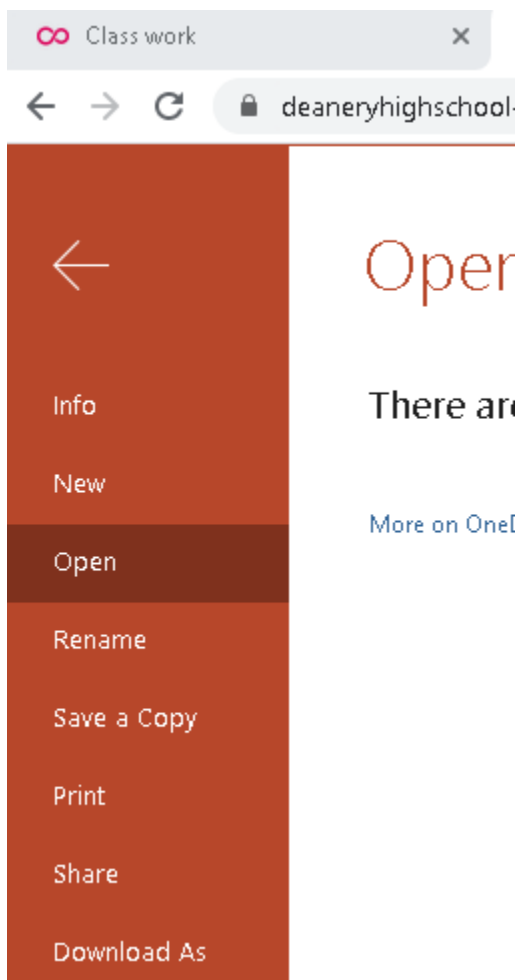 Class work
deaneryhighschool-
Open
There are
More on OneD
Info
New
Open
Rename
Save a Copy
Print
Share
Download As